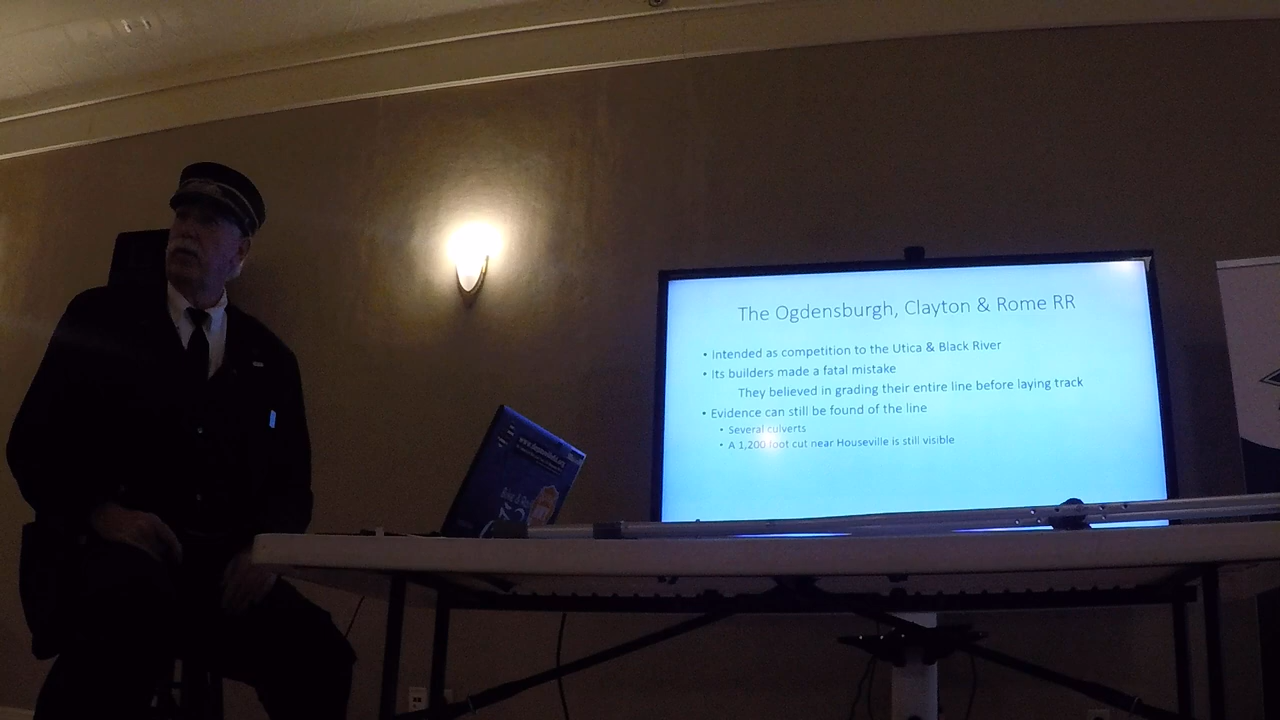 The Ogdensburgh, Clayton & Rome RR
• Intended as competition to the Utica & Black River
• Its builders made a fatal mistake
They believed in grading their entire line before laying track
• Evidence can still be found of the line
• Several culverts
• A 1,200 foot cut near Houseville is still visible